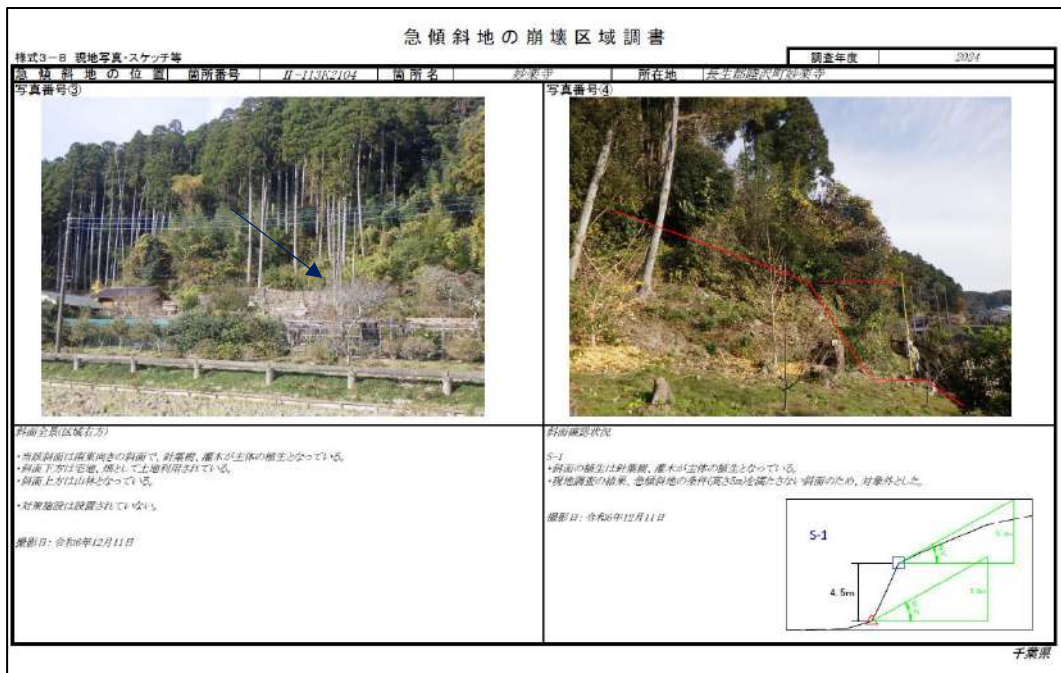 急傾斜地の崩壊区域調書
様式3-8 現地写真・スケッチ等
調査年度 2024
急傾斜地の位置 箇所番号 II-113K2104 箇所名 妙楽寺 所在地 長生郡睦沢町妙楽寺
写真番号③
斜面全景(区域右方)
・当該斜面は南東向きの斜面で、針葉樹、灌木が主体の植生となっている。
・斜面下方は宅地、畑として土地利用されている。
・斜面上方は山林となっている。
・対策施設は設置されていない。
撮影日:令和6年12月11日
写真番号④
斜面確認状況
S-1
・斜面の植生は針葉樹、灌木が主体の植生となっている。
・現地調査の結果、急傾斜地の条件(高さ5m)を満たさない斜面のため、対象外とした。
撮影日:令和6年12月11日
S-1
4.5m
千葉県